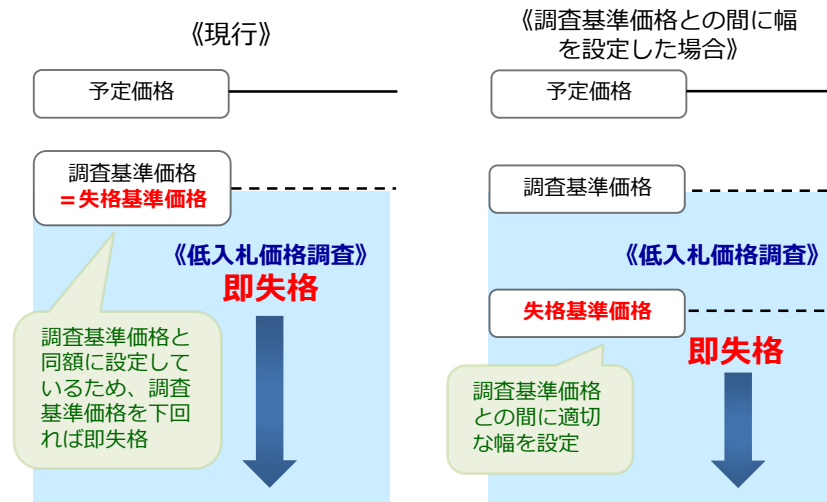 《現行》
予定価格
調査基準価格
＝失格基準価格
《低入札価格調査》
即失格
調査基準価格と
同額に設定して
いるため、調査
基準価格を下回
れば即失格
《調査基準価格との間に幅
を設定した場合》
予定価格
調査基準価格
《低入札価格調査》
失格基準価格
即失格
調査基準価格
との間に適切
な幅を設定